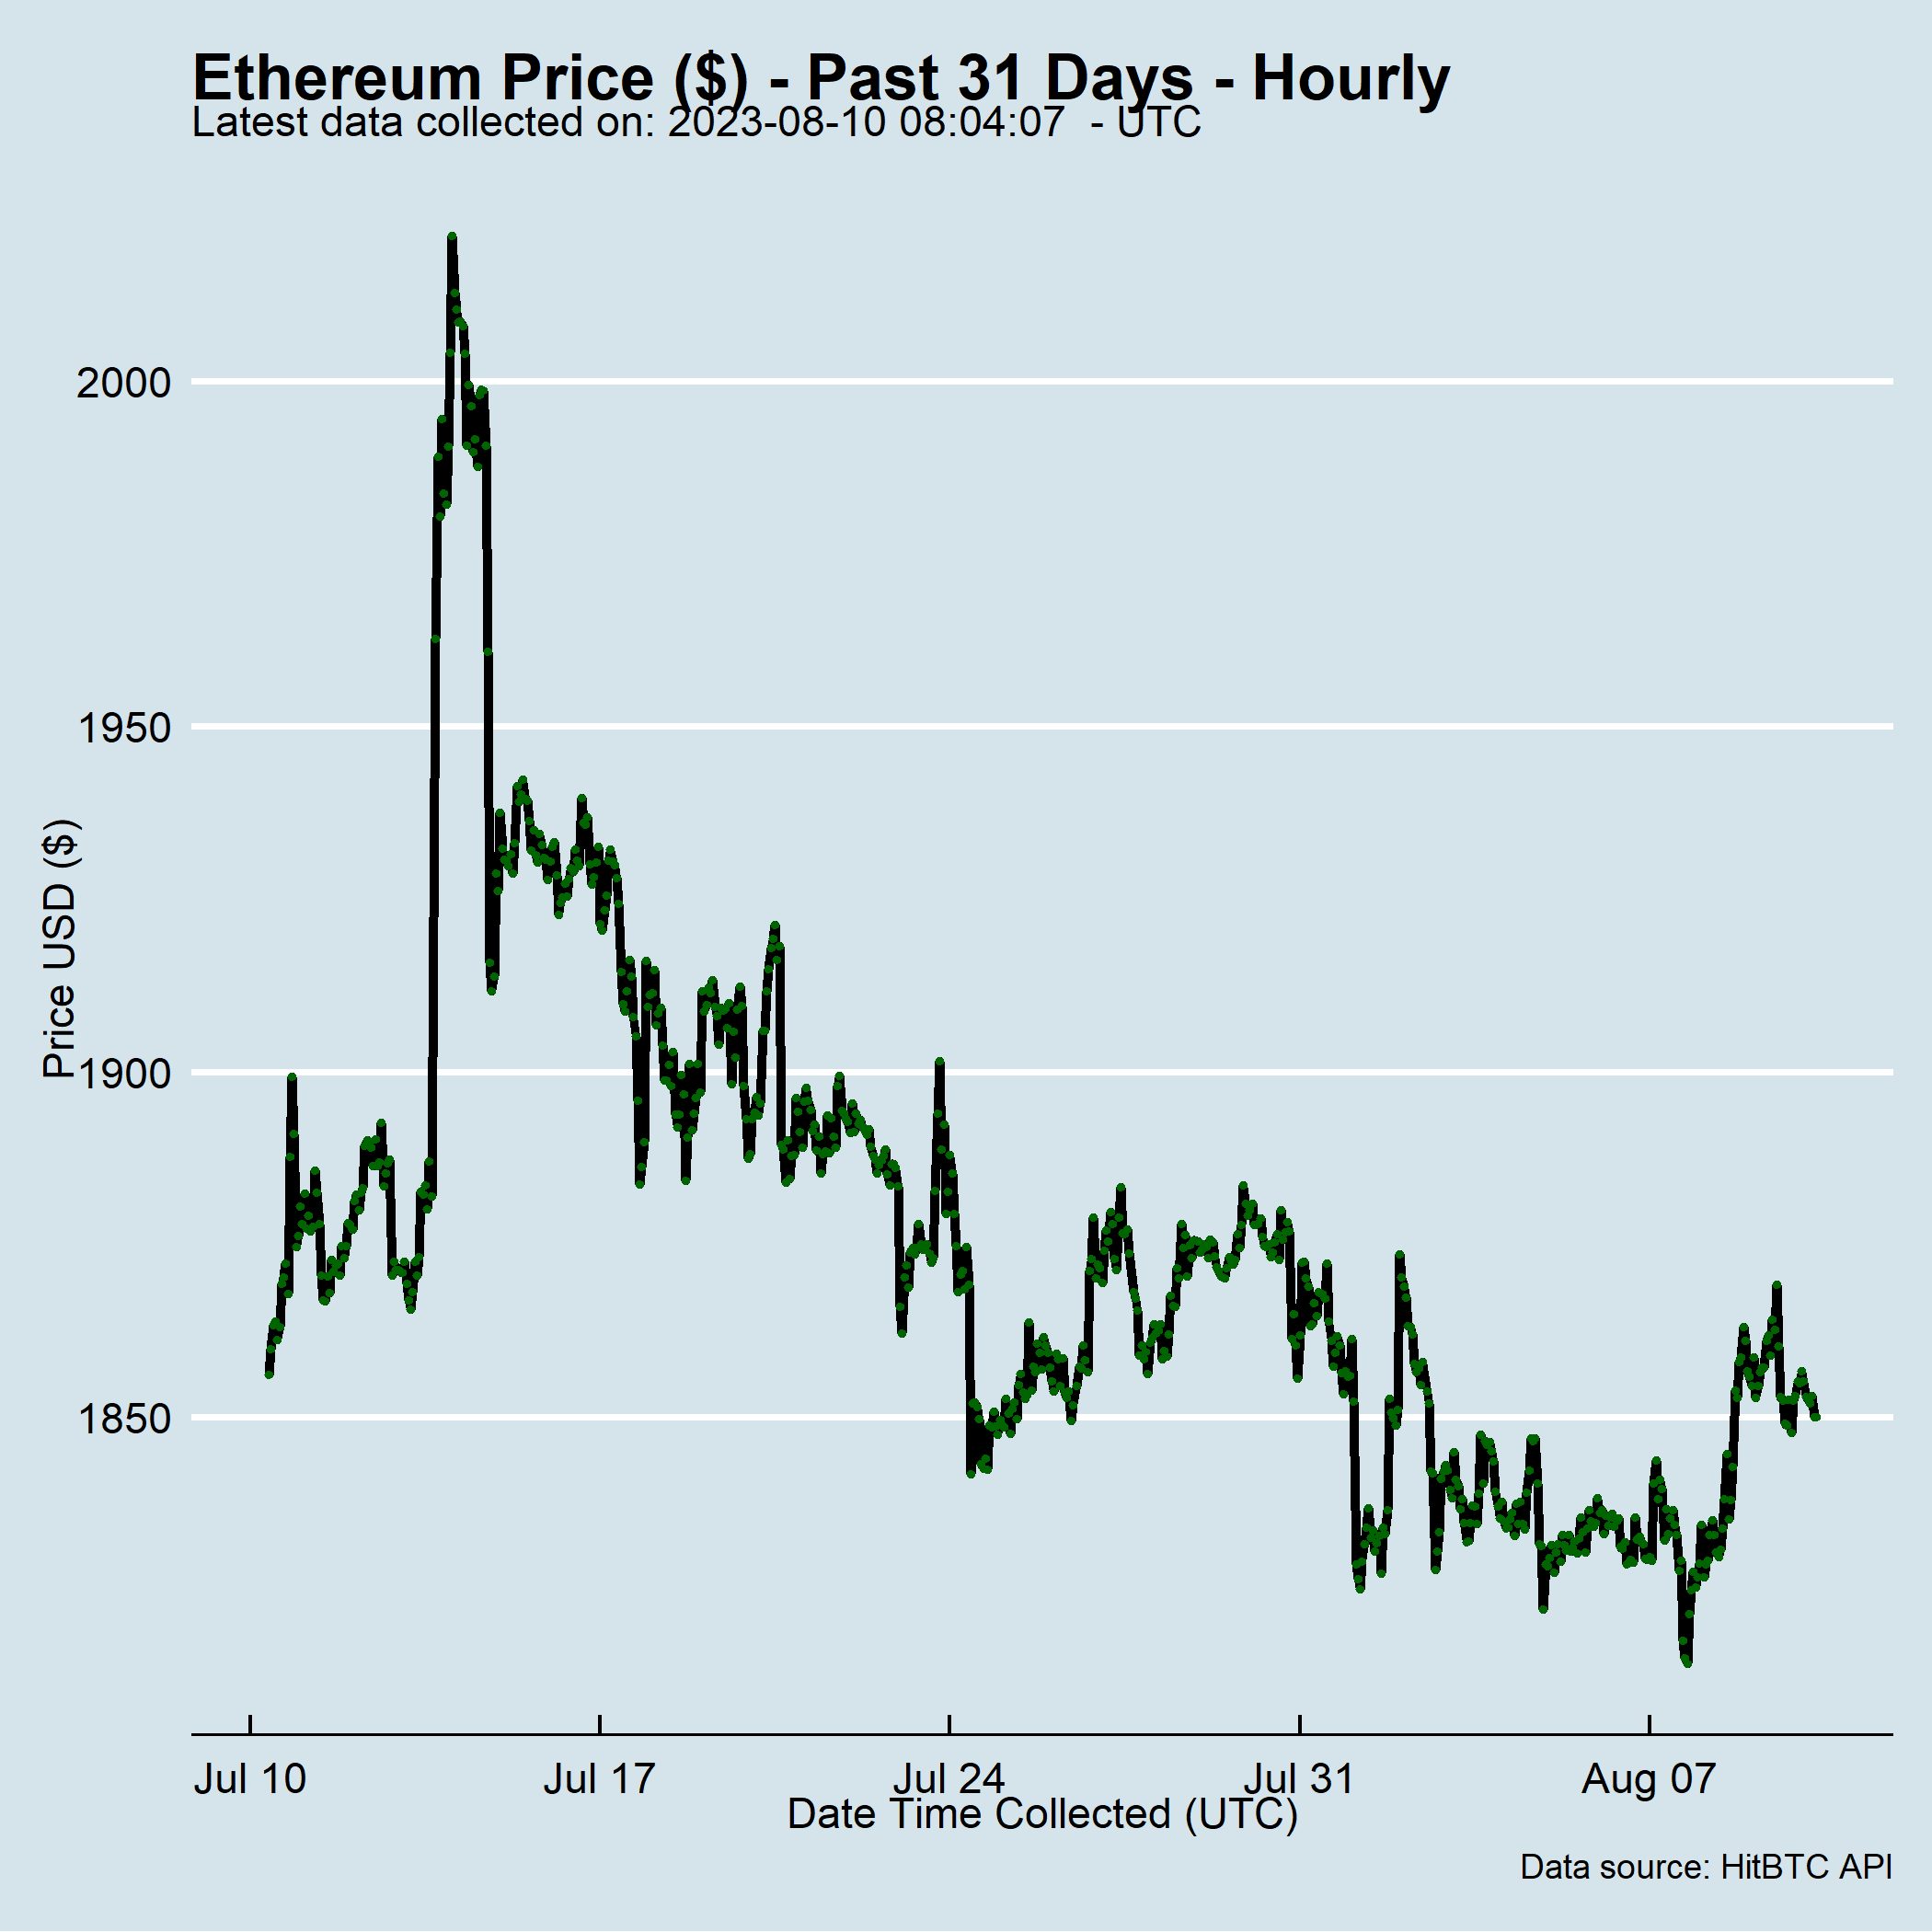 Ethereum Price ($) - Past 31 Days - Hourly
Latest data collected on: 2023-08-10 08:04:07  - UTC
Price USD ($)
2000
1950
1900
1850
Jul 10
Jul 17
Jul 24
Jul 31
Aug 07
Date Time Collected (UTC)
Data source: HitBTC API